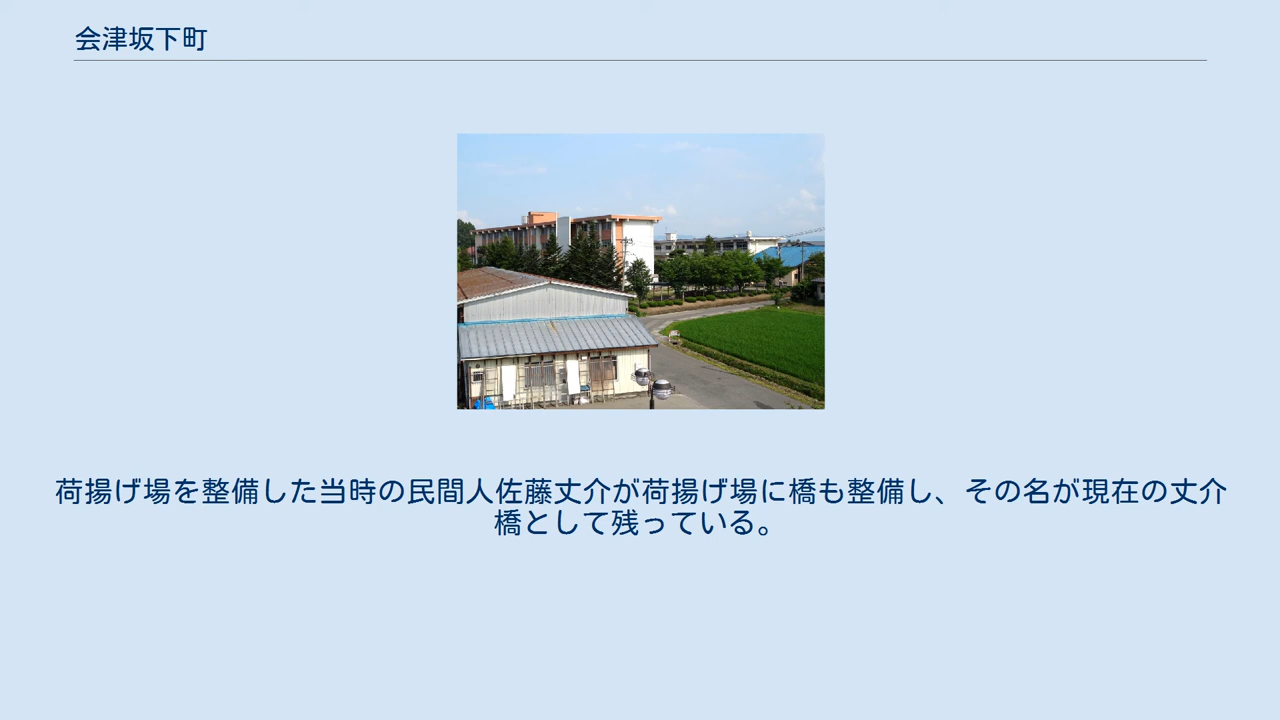 会津坂下町
荷揚げ場を整備した当時の民間人佐藤丈介が荷揚げ場に橋も整備し、その名が現在の丈介
橋として残っている。